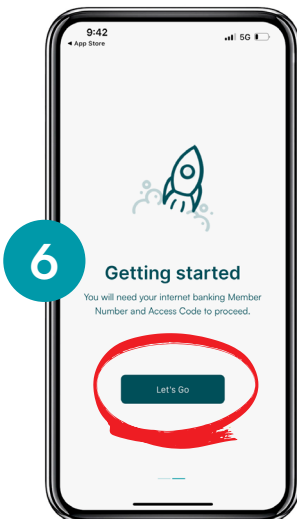 9:42
5G
◀ App Store
6
Getting started
You will need your internet banking Member
Number and Access Code to proceed.
Let's Go